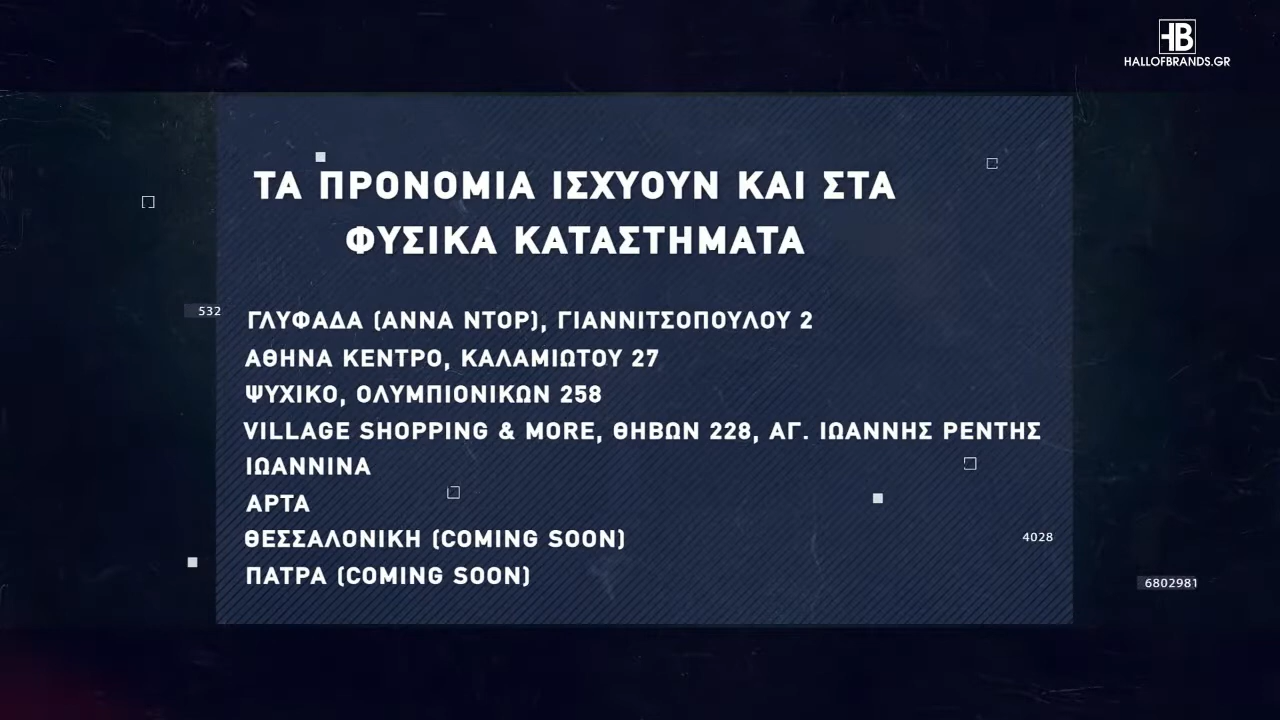 HB
HALLOFBRANDS.GR
ΤΑ ΠΡΟΝΟΜΙΑ ΙΣΧΥΟΥΝ ΚΑΙ ΣΤΑ
ΦΥΣΙΚΑ ΚΑΤΑΣΤΗΜΑΤΑ
532
ΓΛΥΦΑΔΑ (ΑΝΝΑ ΝΤΟΡ), ΓΙΑΝΝΙΤΣΟΠΟΥΛΟΥ 2
ΑΘΗΝΑ ΚΕΝΤΡΟ, ΚΑΛΑΜΙΩΤΟΥ 27
ΨΥΧΙΚΟ, ΟΛΥΜΠΙΟΝΙΚΩΝ 258
VILLAGE SHOPPING & MORE, ΘΗΒΩΝ 228, ΑΓ. ΙΩΑΝΝΗΣ ΡΕΝΤΗΣ
ΙΩΑΝΝΙΝΑ
ΑΡΤΑ
ΘΕΣΣΑΛΟΝΙΚΗ (COMING SOON)
4028
ΠΑΤΡΑ (COMING SOON)
6802981